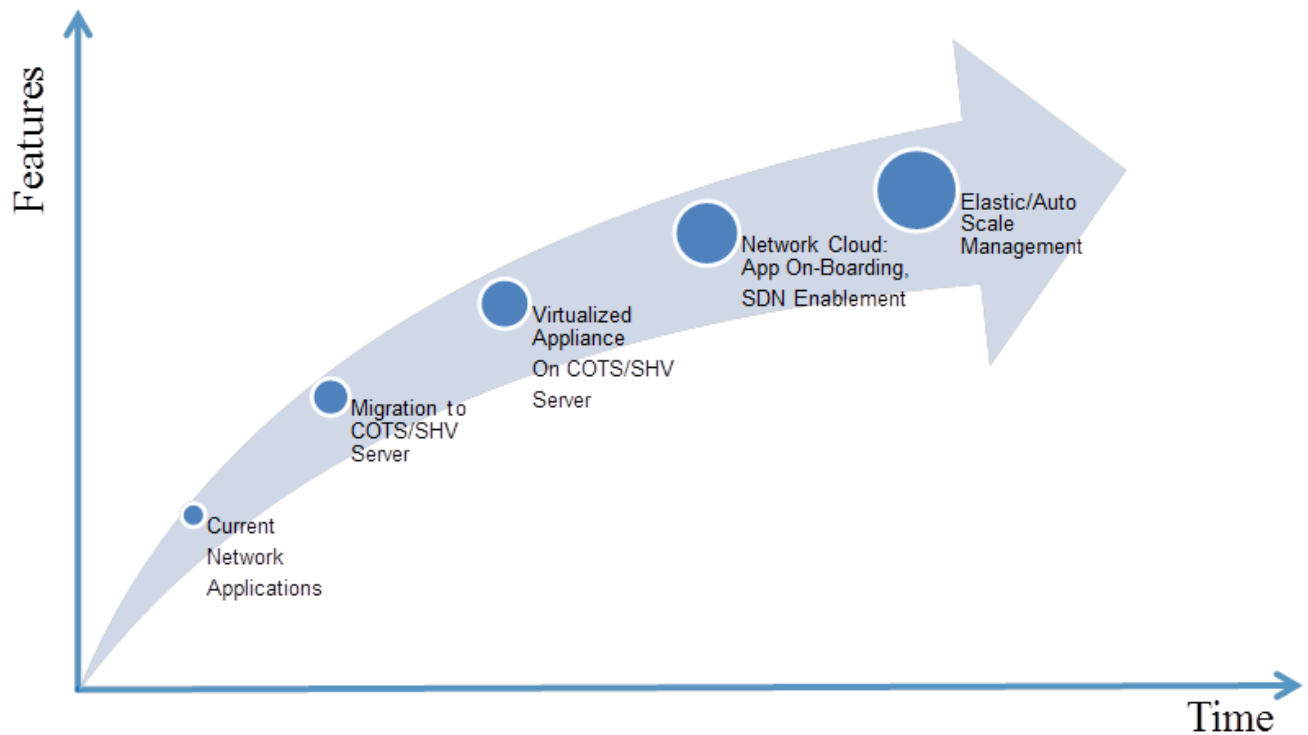 Features
Elastic/Auto
Scale
Management
Network Cloud:
App On-Boarding,
SDN Enablement
Virtualized
Appliance
On COTS/SHV
Server
Migration to
COTS/SHV
Server
Current
Network
Applications
Time